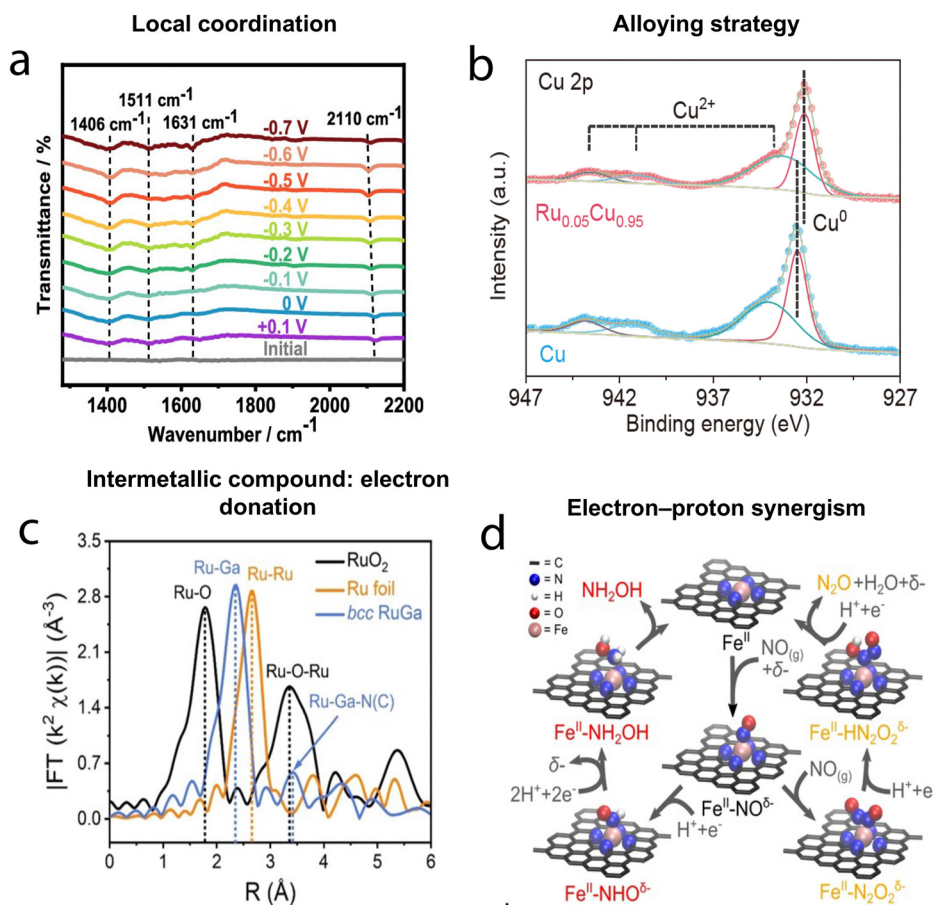 Local coordination
a
1406 cm⁻¹
1511 cm⁻¹
1631 cm⁻¹
2110 cm⁻¹
-0.7 V
-0.6 V
-0.5 V
-0.4 V
-0.3 V
-0.2 V
-0.1 V
0 V
+0.1 V
Initial
Transmittance / %
1400 1600 1800 2000 2200
Wavenumber / cm⁻¹
Alloying strategy
b
Cu 2p
Cu²⁺
Ru₀.₀₅Cu₀.₉₅
Cu⁰
Cu
Intensity (a.u.)
947 942 937 932 927
Binding energy (eV)
Intermetallic compound: electron
donation
c
3.5
2.8
2.1
1.4
0.7
0.0
|FT (k² χ(k))| (Å⁻³)
Ru-O
Ru-Ga
Ru-Ru
RuO₂
Ru foil
bcc RuGa
Ru-O-Ru
Ru-Ga-N(C)
0 1 2 3 4 5 6
R (Å)
Electron–proton synergism
d
= C
= N
= H
= O
= Fe
NH₂OH
Feᴵᴵ
N₂O +H₂O+δ-
H⁺+e⁻
NO(g)
+δ-
Feᴵᴵ-NH₂OH
Feᴵᴵ-HN₂O₂ᵟ⁻
δ-
2H⁺+2e⁻
Feᴵᴵ-NOᵟ⁻
H⁺+e⁻
NO(g)
H⁺+e
Feᴵᴵ-NHOᵟ⁻
Feᴵᴵ-N₂O₂ᵟ⁻